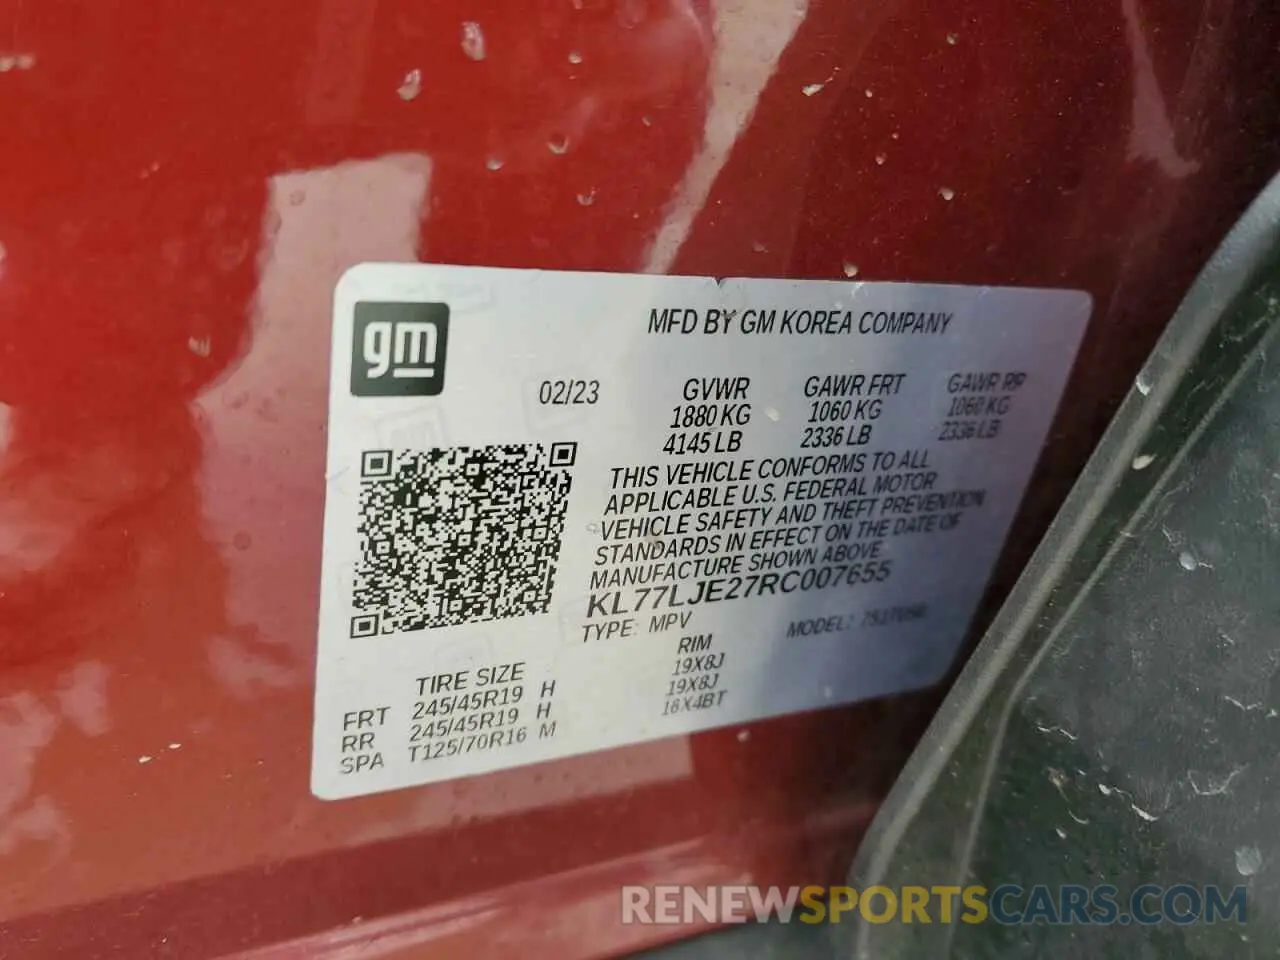 gm
MFD BY GM KOREA COMPANY
02/23 GVWR GAWR FRT GAWR RR
1880 KG 1060 KG 1060 KG
4145 LB 2336 LB 2336 LB
THIS VEHICLE CONFORMS TO ALL
APPLICABLE U.S. FEDERAL MOTOR
VEHICLE SAFETY AND THEFT PREVENTION
STANDARDS IN EFFECT ON THE DATE OF
MANUFACTURE SHOWN ABOVE
KL77LJE27RC007655
TYPE: MPV MODEL:
TIRE SIZE RIM
FRT 245/45R19 H 19X8J
RR 245/45R19 H 19X8J
SPA T125/70R16 M 16X4BT
RENEWSPORTSCARS.COM